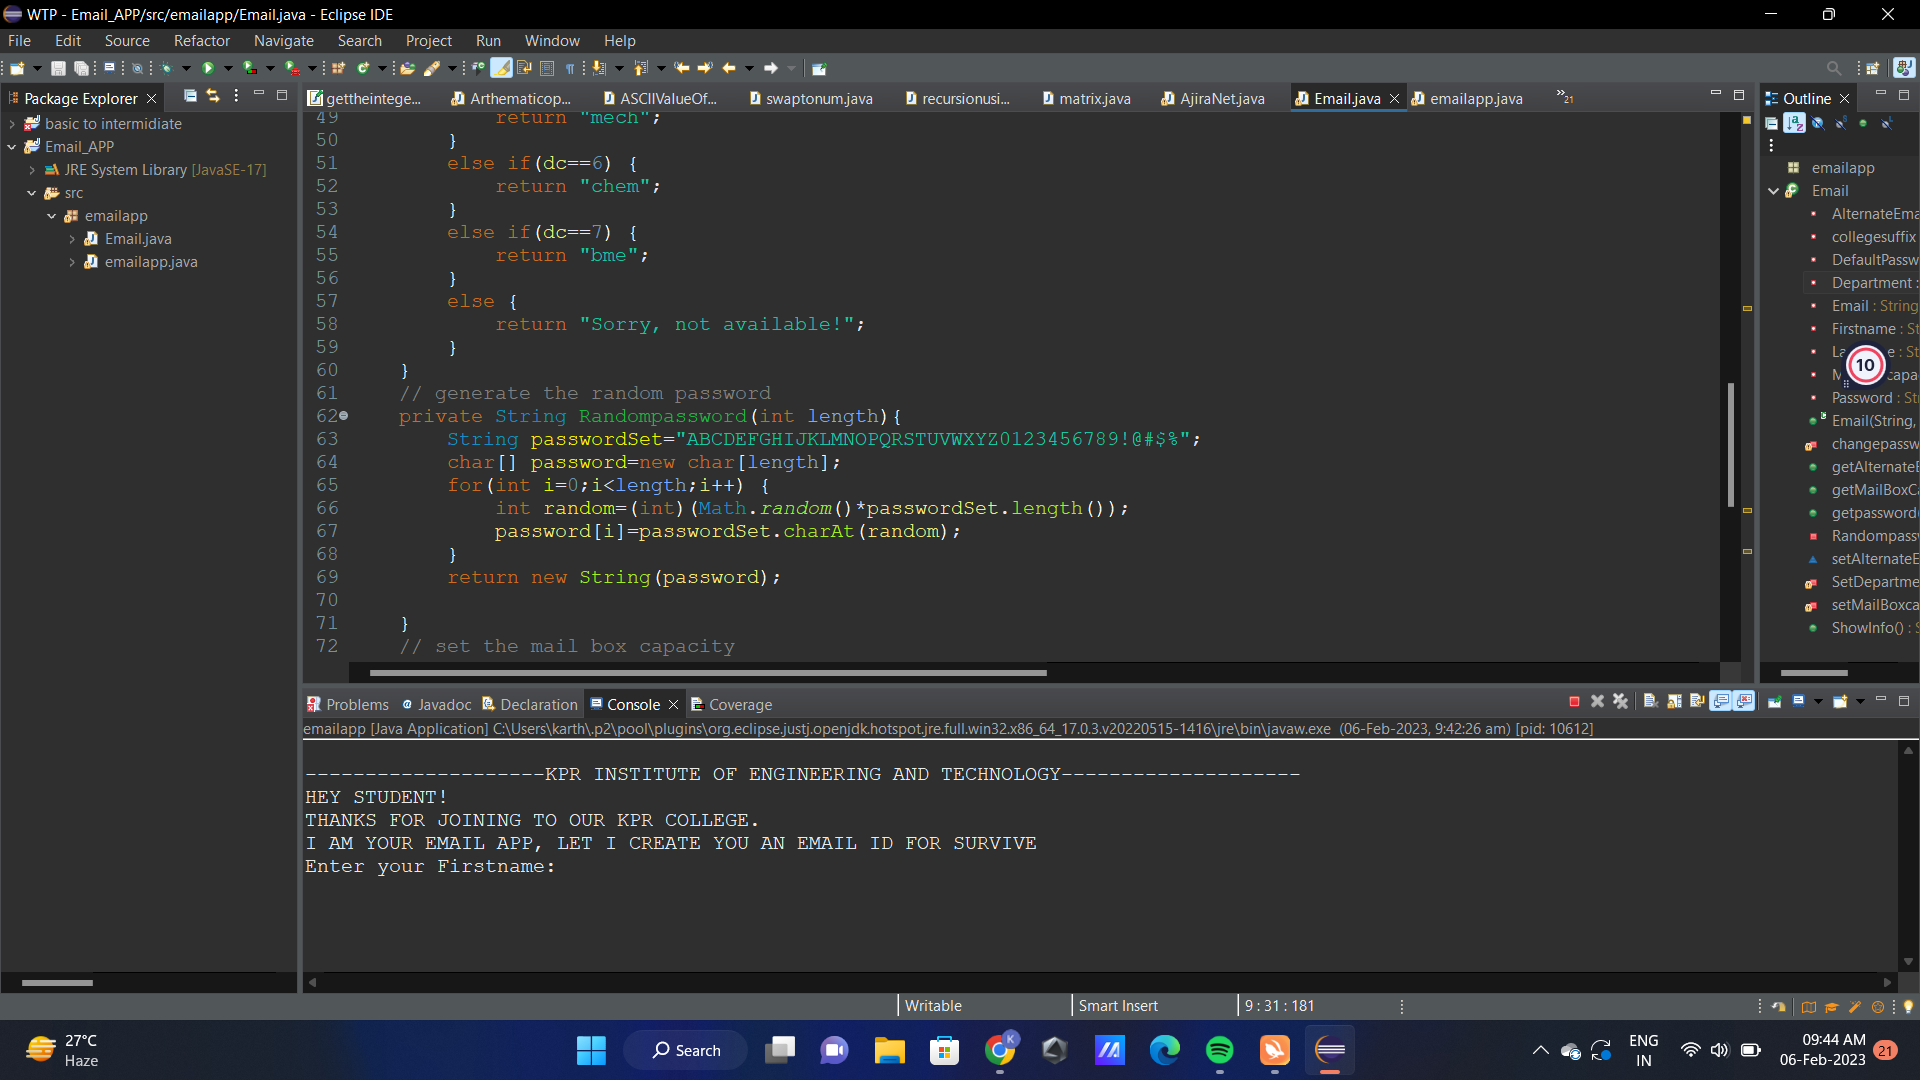 WTP - Email_APP/src/emailapp/Email.java - Eclipse IDE
File Edit Source Refactor Navigate Search Project Run Window Help
Package Explorer
basic to intermidiate
Email_APP
JRE System Library [JavaSE-17]
src
emailapp
Email.java
emailapp.java
gettheintege... Arthematicop... ASCIIValueOf... swaptonum.java recursionusi... matrix.java AjiraNet.java Email.java emailapp.java »21
49 return "mech";
50 }
51 else if(dc==6) {
52 return "chem";
53 }
54 else if(dc==7) {
55 return "bme";
56 }
57 else {
58 return "Sorry, not available!";
59 }
60 }
61 // generate the random password
62 private String Randompassword(int length){
63 String passwordSet="ABCDEFGHIJKLMNOPQRSTUVWXYZ0123456789!@#$%";
64 char[] password=new char[length];
65 for(int i=0;i<length;i++) {
66 int random=(int)(Math.random()*passwordSet.length());
67 password[i]=passwordSet.charAt(random);
68 }
69 return new String(password);
70
71 }
72 // set the mail box capacity
Outline
emailapp
Email
AlternateEma
collegesuffix
DefaultPassw
Department :
Email : String
Firstname : St
La e : St
M capa
10
Password : Str
Email(String,
changepassw
getAlternateE
getMailBoxCa
getpassword(
Randompassw
setAlternateE
SetDepartme
setMailBoxca
ShowInfo() : S
Problems Javadoc Declaration Console Coverage
emailapp [Java Application] C:\Users\karth\.p2\pool\plugins\org.eclipse.justj.openjdk.hotspot.jre.full.win32.x86_64_17.0.3.v20220515-1416\jre\bin\javaw.exe (06-Feb-2023, 9:42:26 am) [pid: 10612]
--------------------KPR INSTITUTE OF ENGINEERING AND TECHNOLOGY--------------------
HEY STUDENT!
THANKS FOR JOINING TO OUR KPR COLLEGE.
I AM YOUR EMAIL APP, LET I CREATE YOU AN EMAIL ID FOR SURVIVE
Enter your Firstname:
Writable Smart Insert 9 : 31 : 181
27°C
Haze
Search
K
ENG
IN
09:44 AM
06-Feb-2023
21